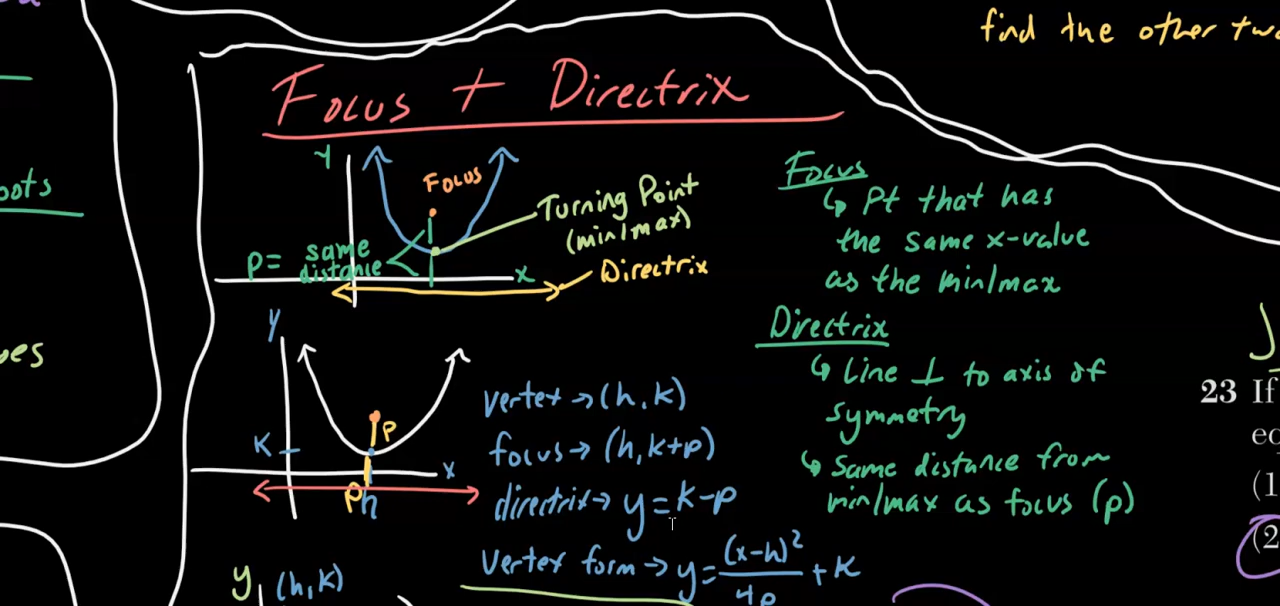 find the other
Focus + Directrix
y
Focus
Turning Point
(min/max)
p = same
distance
x
Directrix
Focus
↳ Pt that has
the same x-value
as the min/max
Directrix
↳ Line ⊥ to axis of
symmetry
↳ Same distance from
min/max as focus (p)
y
K
p
x
p
h
vertex → (h, k)
focus → (h, k+p)
directrix → y = k-p
Vertex form → y = (x-h)² / 4p + k
y
(h, k)
23 If
(1
(2